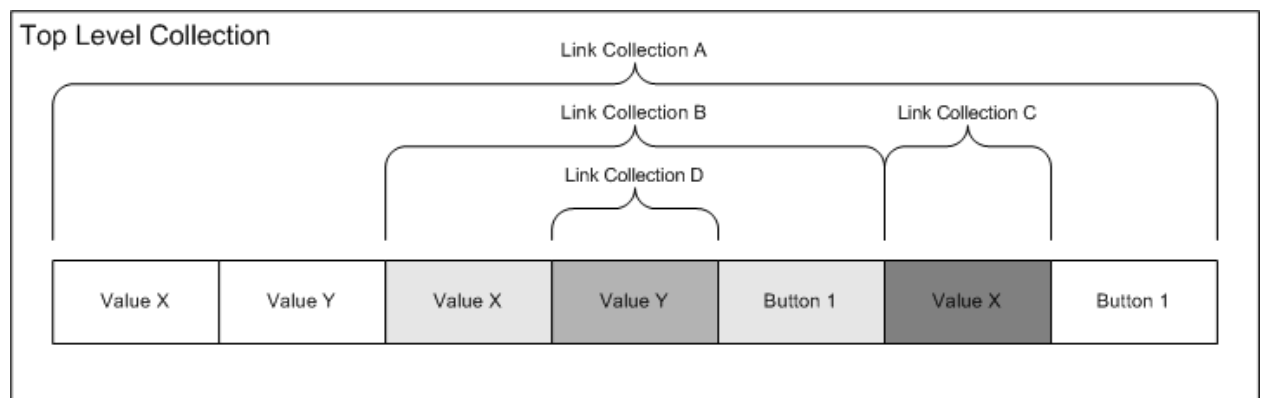 Top Level Collection
Link Collection A
Link Collection B
Link Collection C
Link Collection D
Value X
Value Y
Value X
Value Y
Button 1
Value X
Button 1